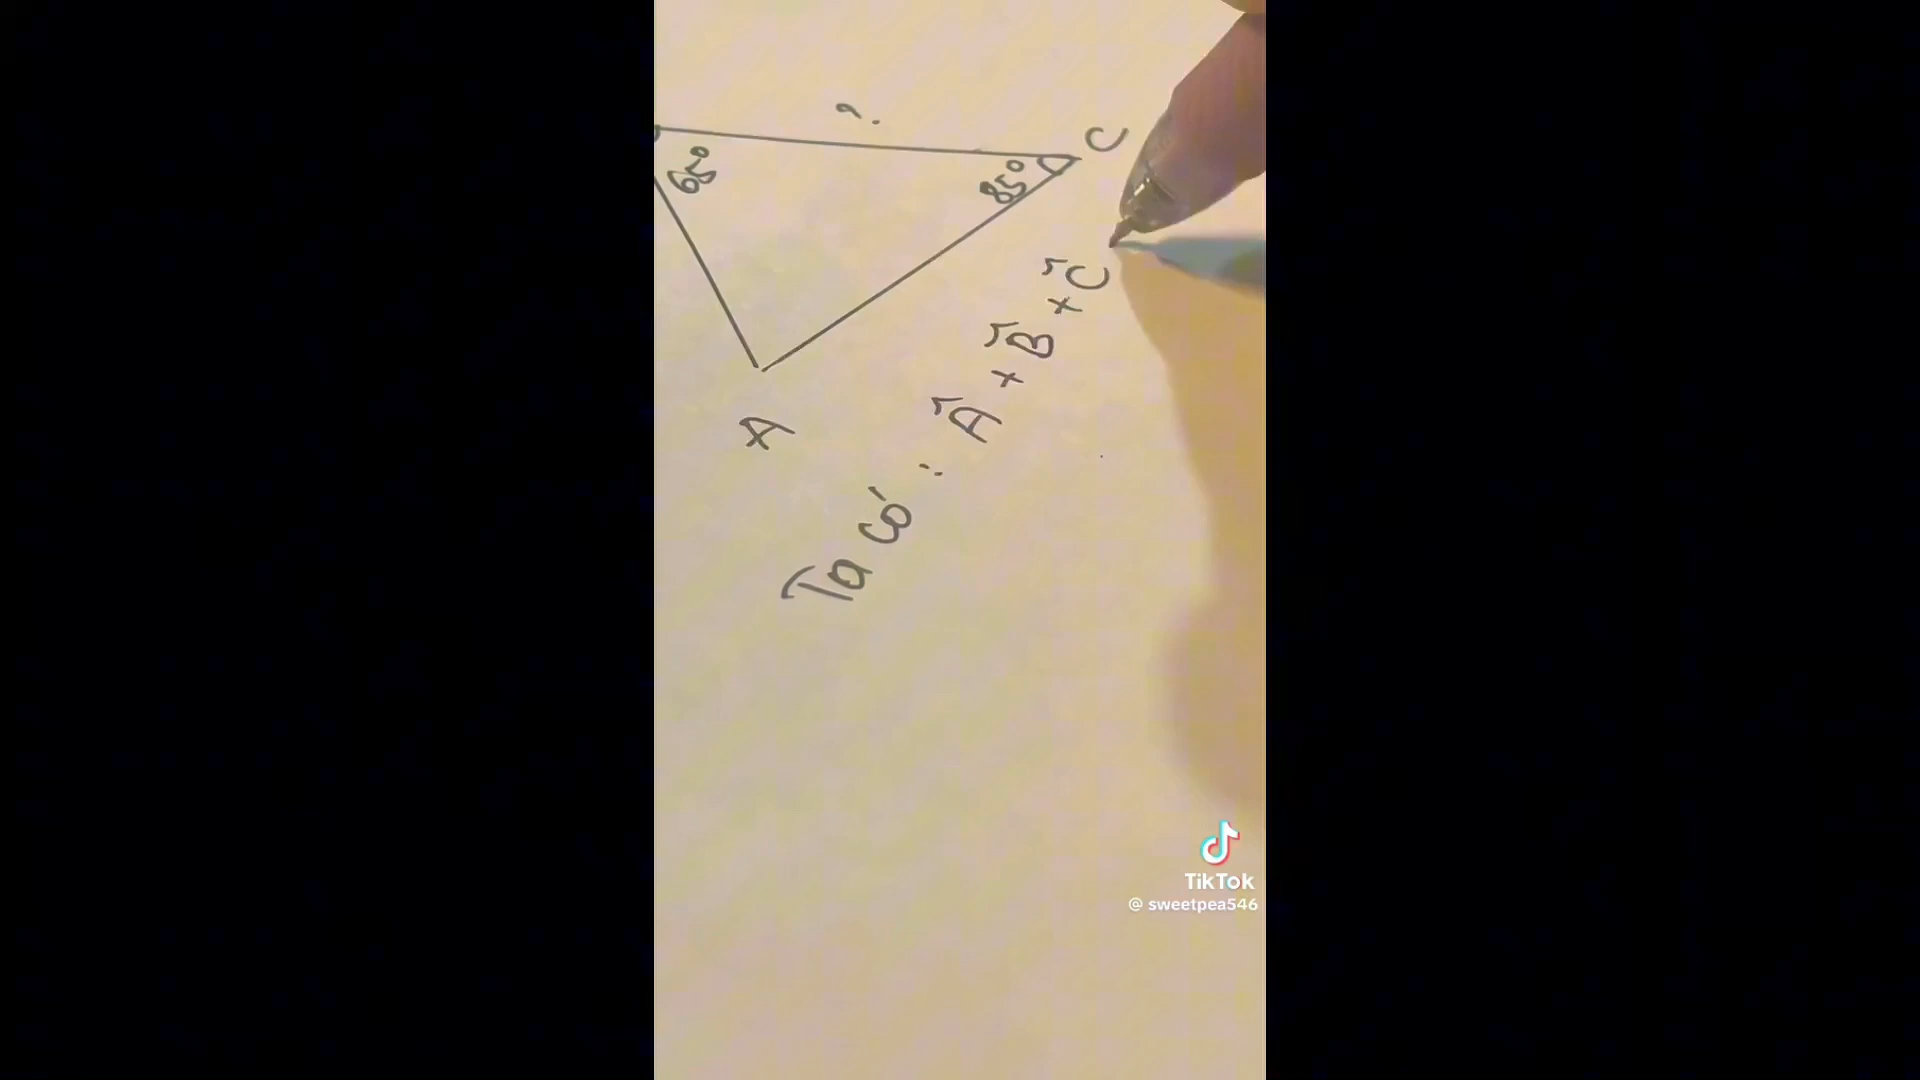 ?
C
65°
85°
A
Ta có: Â + B̂ + Ĉ
TikTok
@ sweetpea546